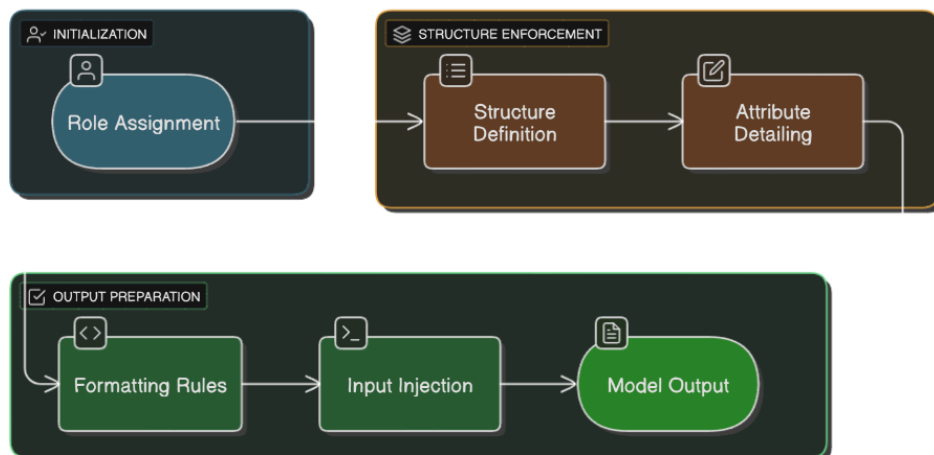 INITIALIZATION
Role Assignment
STRUCTURE ENFORCEMENT
Structure
Definition
Attribute
Detailing
OUTPUT PREPARATION
Formatting Rules
Input Injection
Model Output